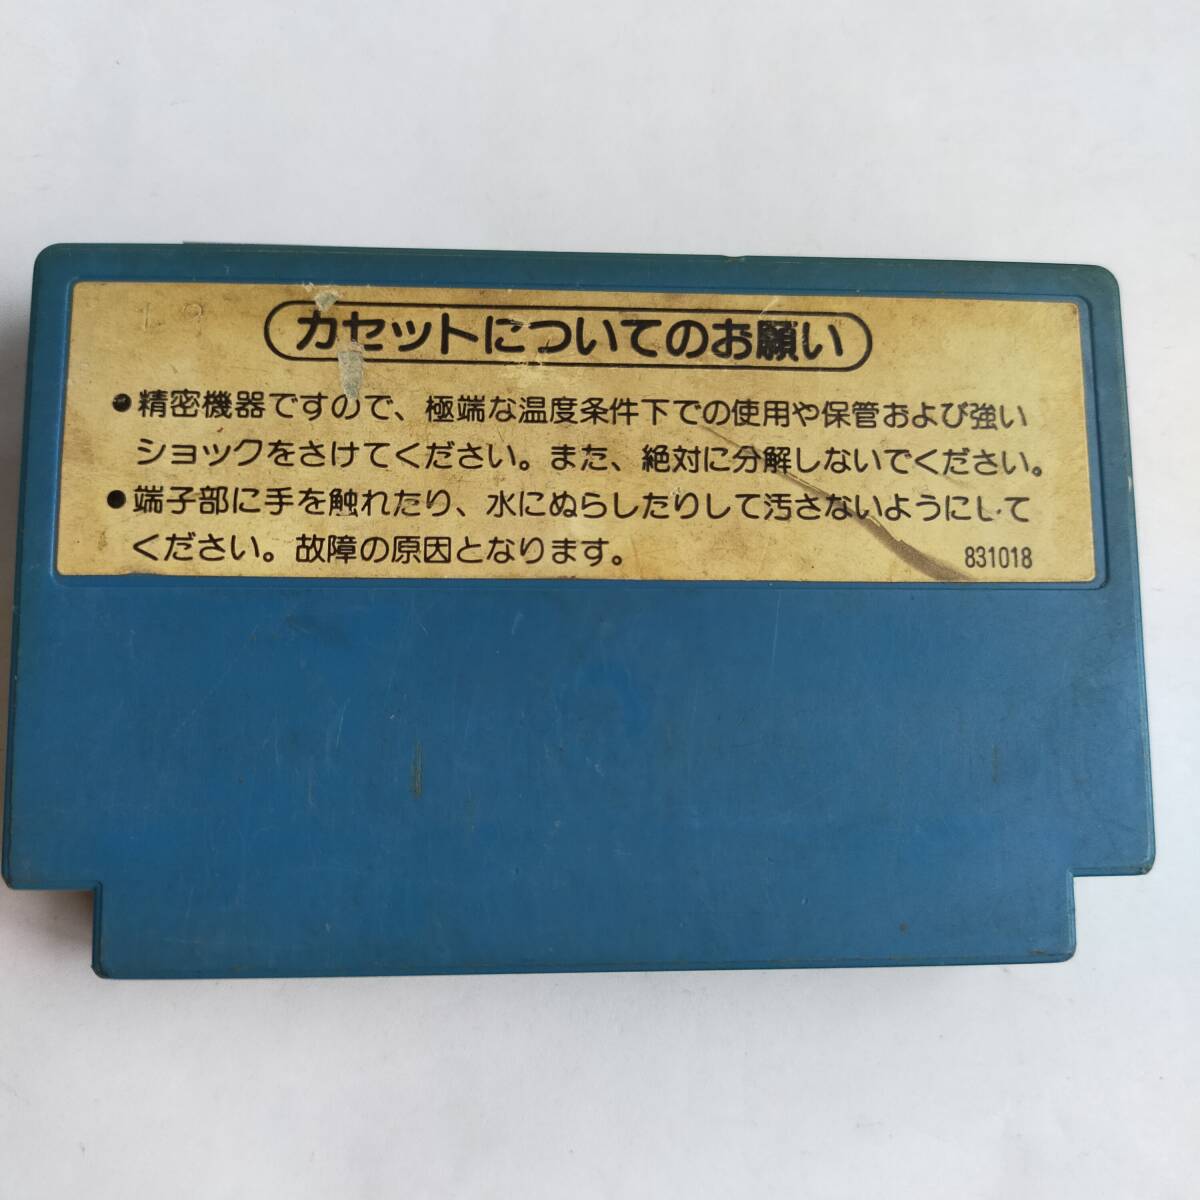 カセットについてのお願い
●精密機器ですので、極端な温度条件下での使用や保管および強い
ショックをさけてください。また、絶対に分解しないでください。
●端子部に手を触れたり、水にぬらしたりして汚さないようにして
ください。故障の原因となります。
831018